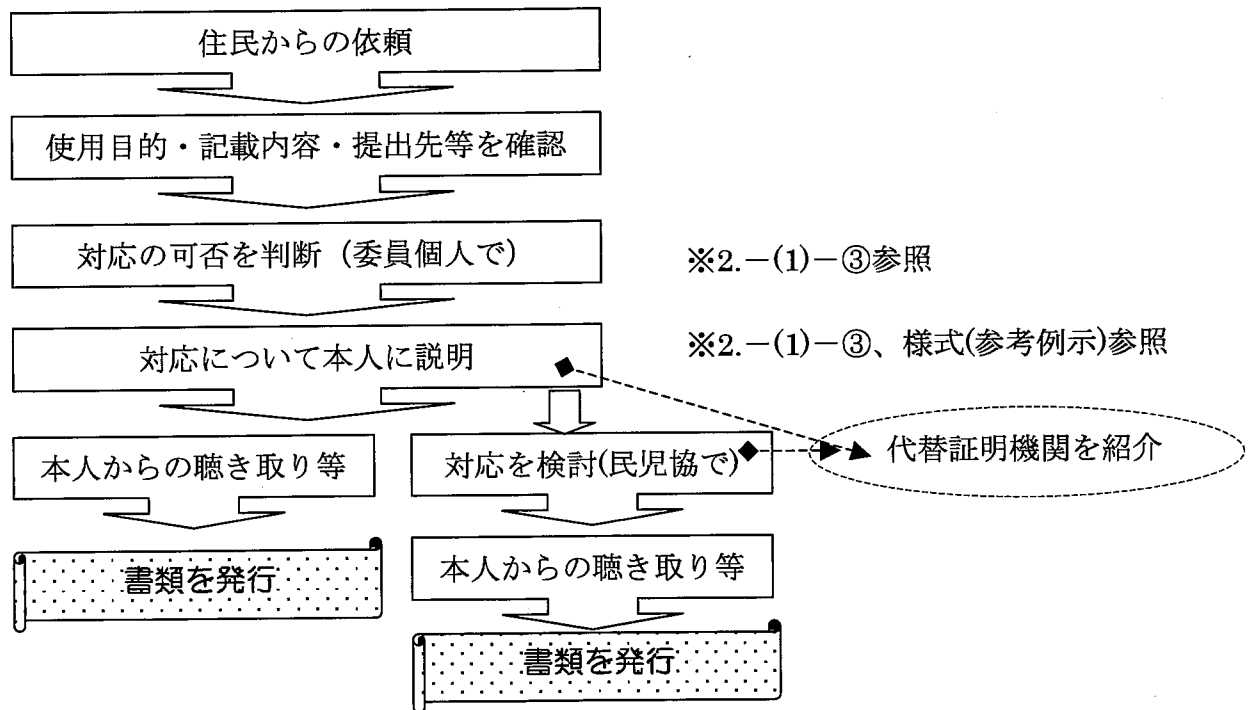 住民からの依頼
使用目的・記載内容・提出先等を確認
対応の可否を判断（委員個人で）
※2.－(1)－③参照
対応について本人に説明
※2.－(1)－③、様式(参考例示)参照
本人からの聴き取り等
対応を検討(民児協で)
代替証明機関を紹介
書類を発行
本人からの聴き取り等
書類を発行